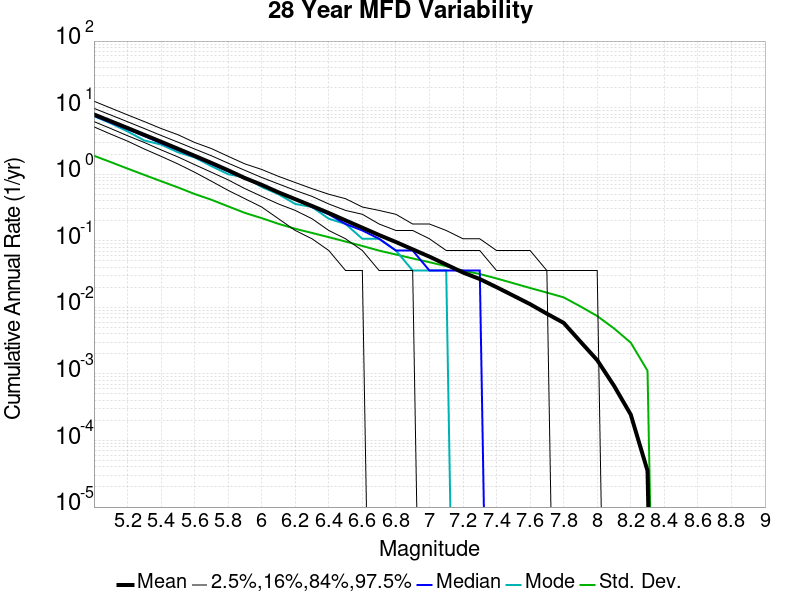 28 Year MFD Variability
Cumulative Annual Rate (1/yr)
10^2
10^1
10^0
10^-1
10^-2
10^-3
10^-4
10^-5
5.2 5.4 5.6 5.8 6 6.2 6.4 6.6 6.8 7 7.2 7.4 7.6 7.8 8 8.2 8.4 8.6 8.8 9
Magnitude
Mean 2.5%,16%,84%,97.5% Median Mode Std. Dev.